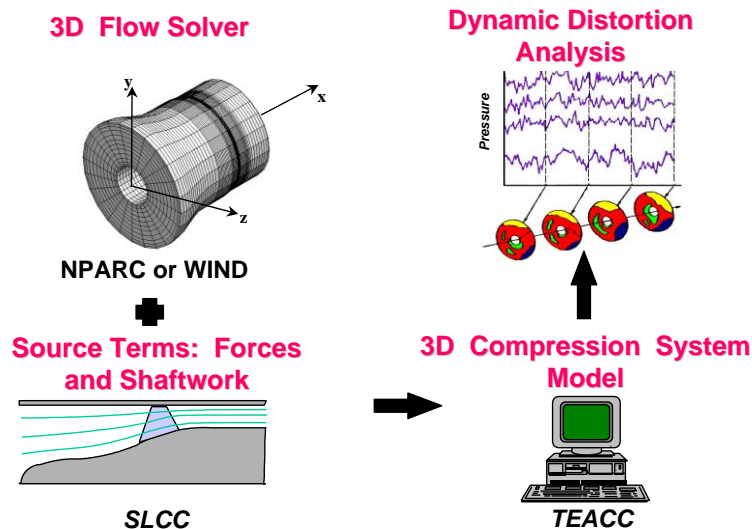 3D Flow Solver
y
x
z
NPARC or WIND
Source Terms: Forces
and Shaftwork
SLCC
Dynamic Distortion
Analysis
Pressure
3D Compression System
Model
TEACC